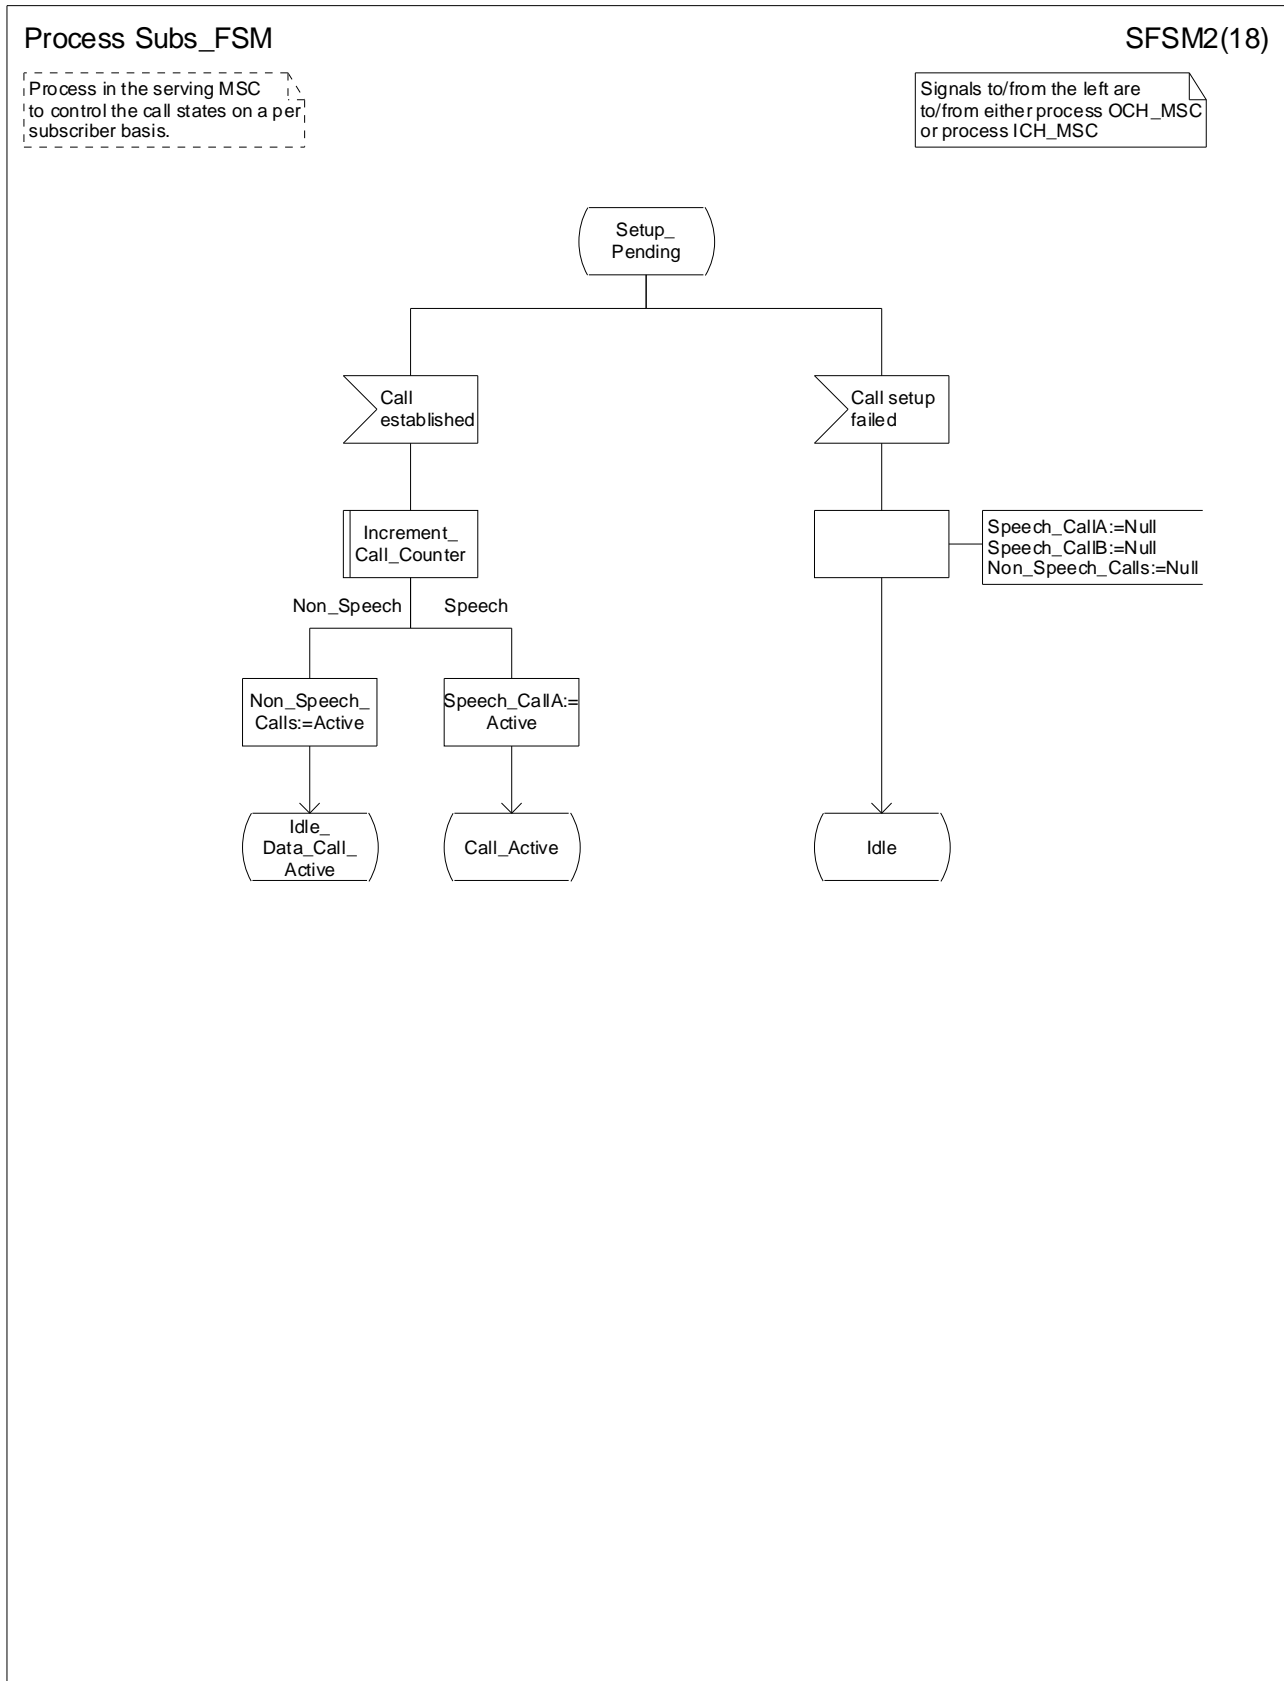 Process Subs_FSM
SFSM2(18)
Process in the serving MSC
to control the call states on a per
subscriber basis.
Signals to/from the left are
to/from either process OCH_MSC
or process ICH_MSC
Setup_
Pending
Call
established
Call setup
failed
Increment_
Call_Counter
Speech_CallA:=Null
Speech_CallB:=Null
Non_Speech_Calls:=Null
Non_Speech
Speech
Non_Speech_
Calls:=Active
Speech_CallA:=
Active
Idle_
Data_Call_
Active
Call_Active
Idle